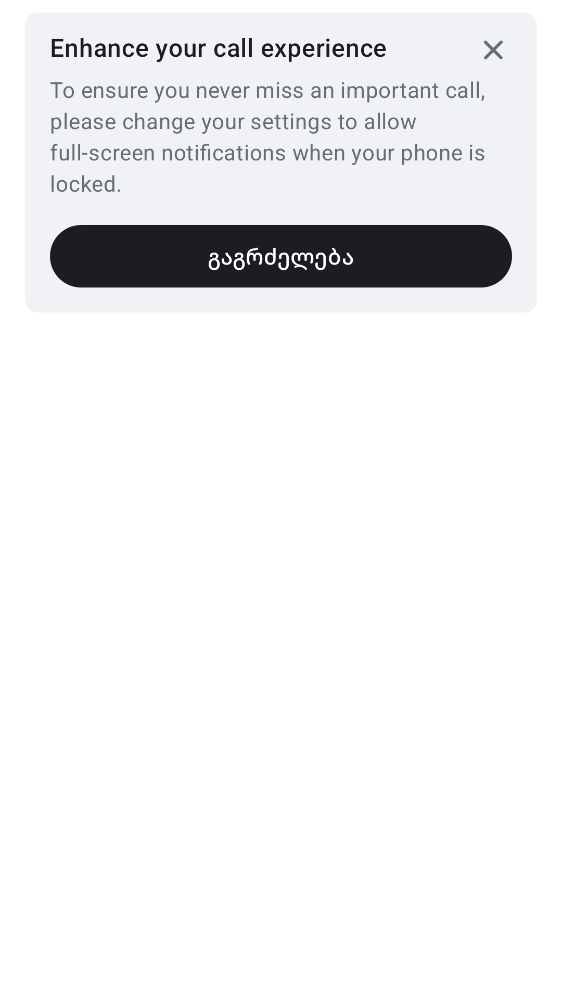 Enhance your call experience
To ensure you never miss an important call,
please change your settings to allow
full-screen notifications when your phone is
locked.
გაგრძელება